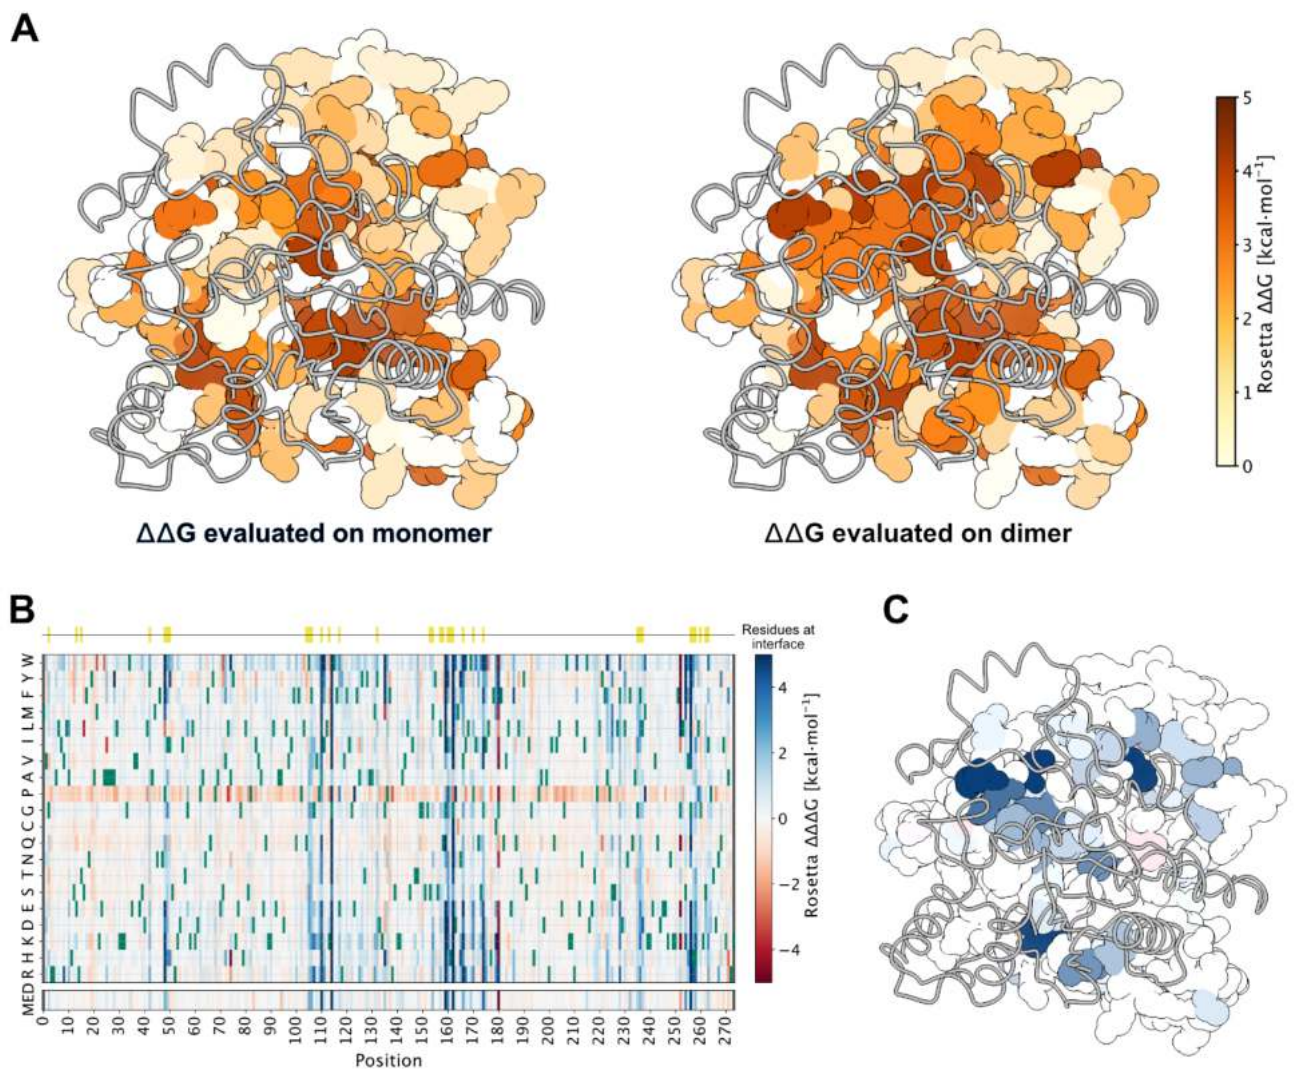 A
5
4
3
2
1
0
Rosetta ΔΔG [kcal·mol⁻¹]
ΔΔG evaluated on monomer
ΔΔG evaluated on dimer
B
C
Residues at
interface
W
Y
F
M
L
I
V
A
P
G
C
Q
N
T
S
E
D
K
H
R
MED
4
2
0
−2
−4
Rosetta ΔΔΔG [kcal·mol⁻¹]
0 10 20 30 40 50 60 70 80 90 100 110 120 130 140 150 160 170 180 190 200 210 220 230 240 250 260 270
Position